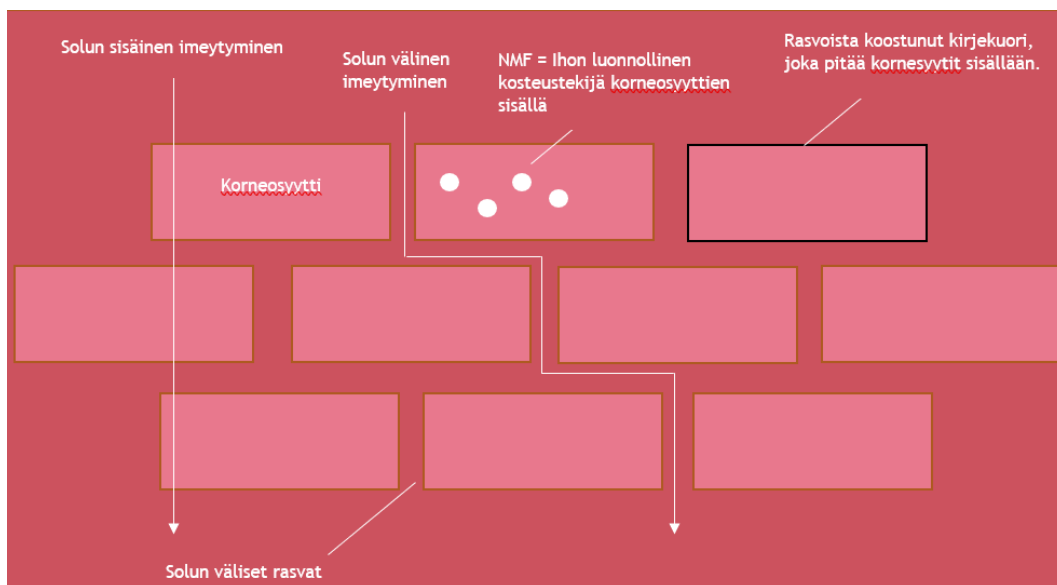 Solun sisäinen imeytyminen
Solun välinen
imeytyminen
NMF = Ihon luonnollinen
kosteustekijä korneosyyttien
sisällä
Rasvoista koostunut kirjekuori,
joka pitää kornesyytit sisällään.
Korneosyytti
Solun väliset rasvat